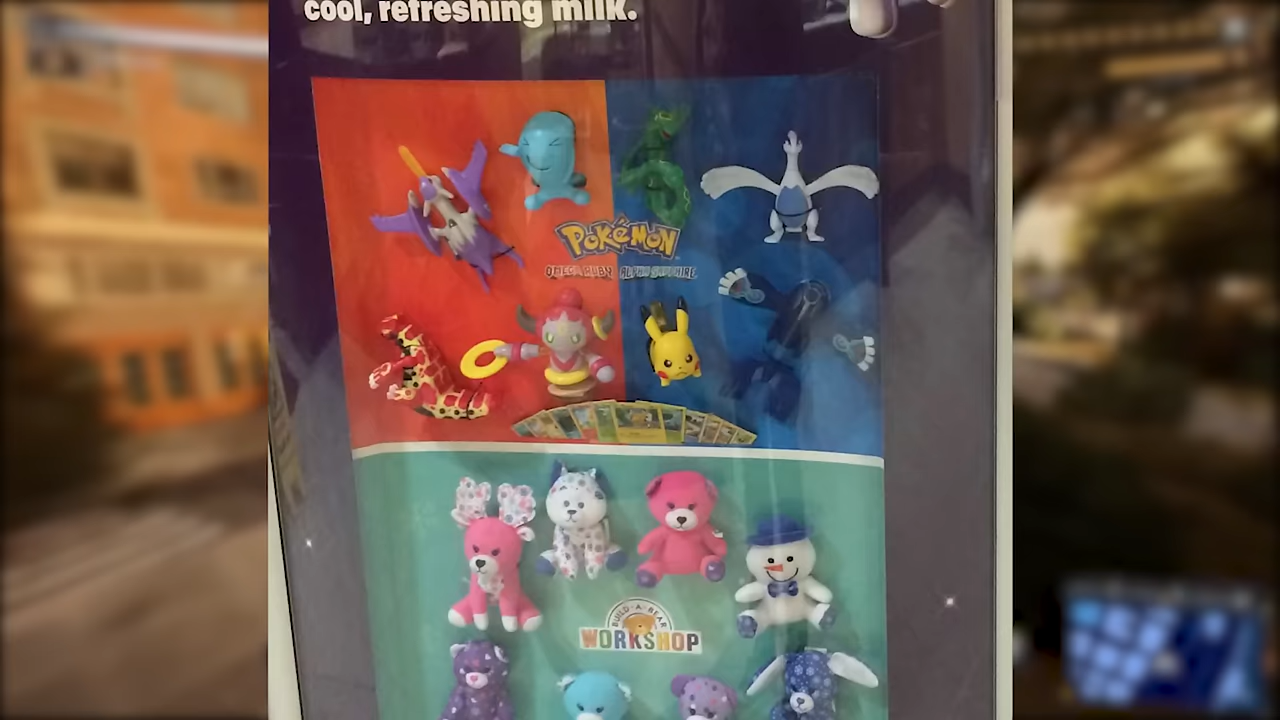 cool, refreshing milk.
POKéMON
OMEGA RUBY ALPHA SAPPHIRE
BUILD-A-BEAR
WORKSHOP